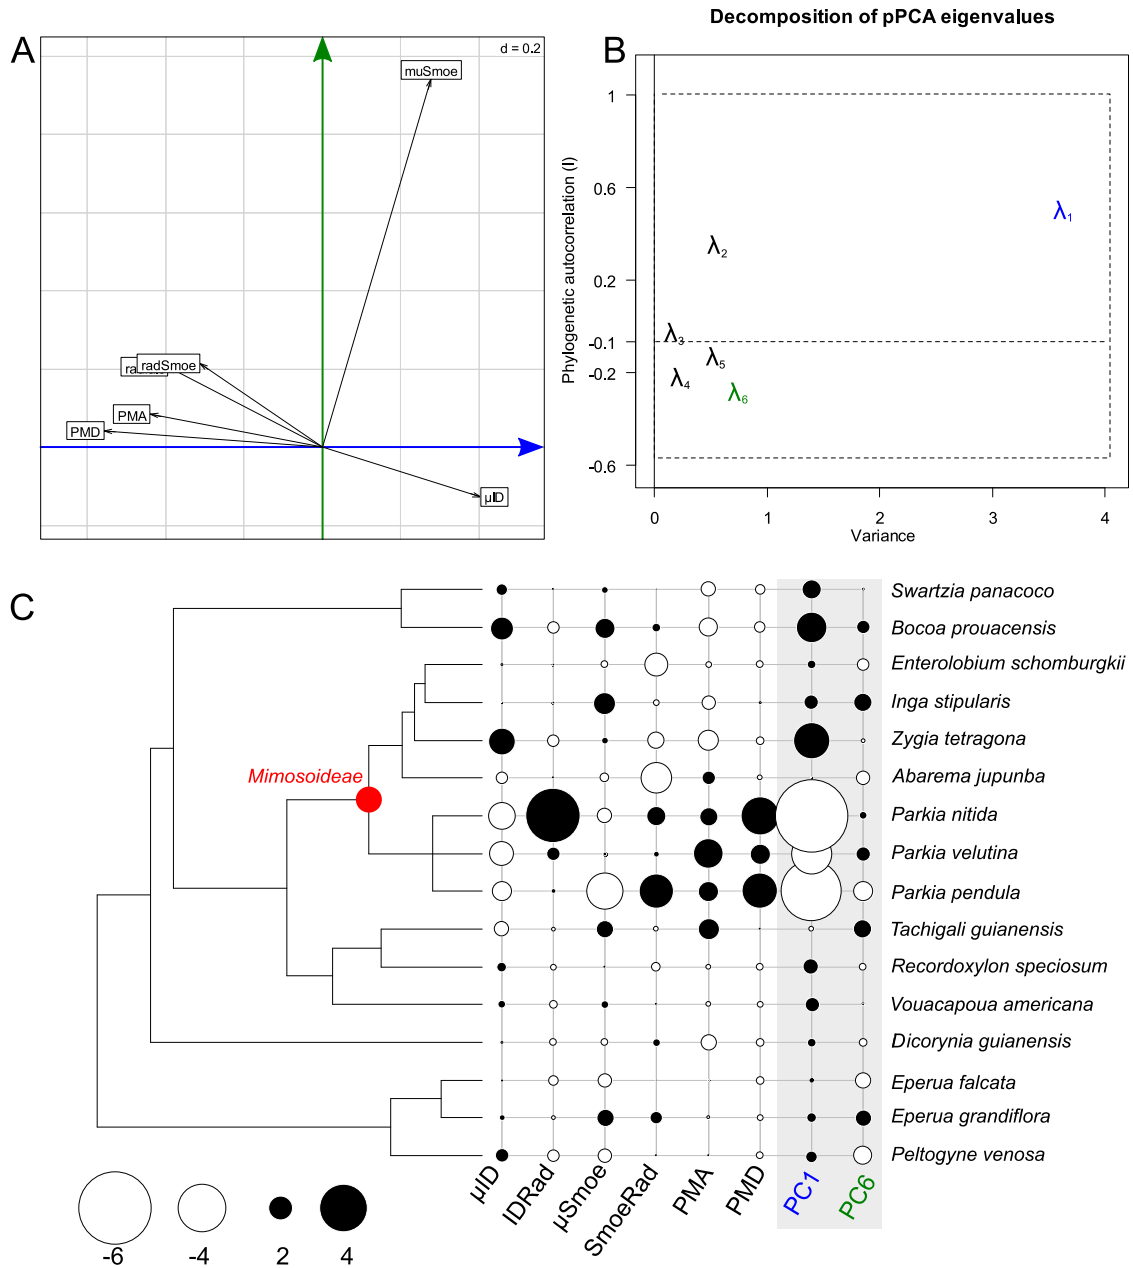 Decomposition of pPCA eigenvalues
A
d = 0.2
muSmoe
radSmoe
PMA
PMD
µID
B
Phylogenetic autocorrelation (I)
1
0.6
0.2
-0.1
-0.2
-0.6
λ1
λ2
λ3
λ5
λ4
λ6
0 1 2 3 4
Variance
C
Mimosoideae
Swartzia panacoco
Bocoa prouacensis
Enterolobium schomburgkii
Inga stipularis
Zygia tetragona
Abarema jupunba
Parkia nitida
Parkia velutina
Parkia pendula
Tachigali guianensis
Recordoxylon speciosum
Vouacapoua americana
Dicorynia guianensis
Eperua falcata
Eperua grandiflora
Peltogyne venosa
µID IDRad µSmoe SmoeRad PMA PMD PC1 PC6
-6 -4 2 4